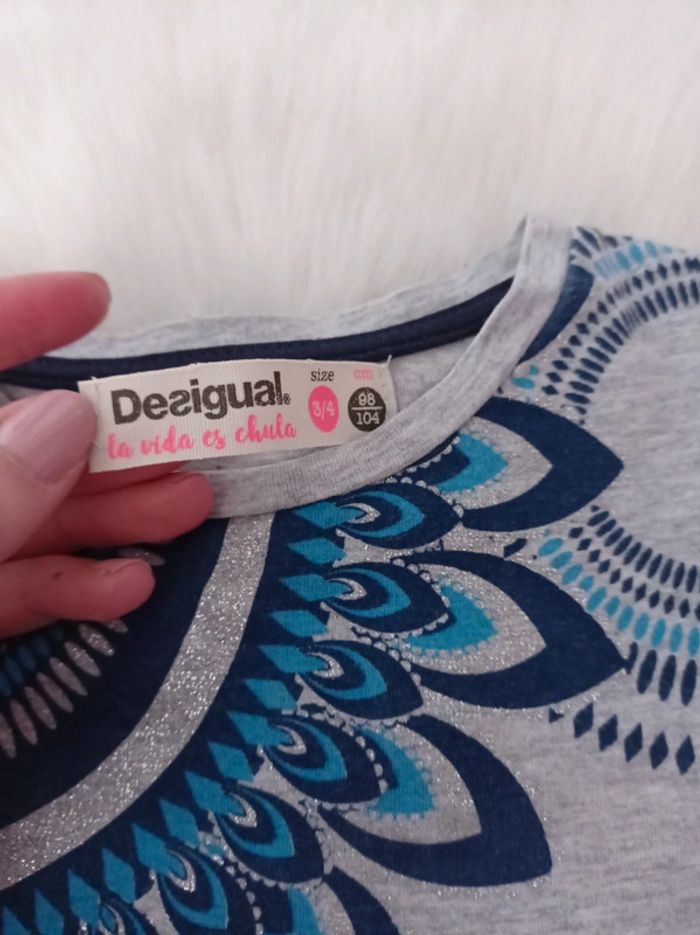 Desigual. size cm
la vida es chula 3/4 98
104